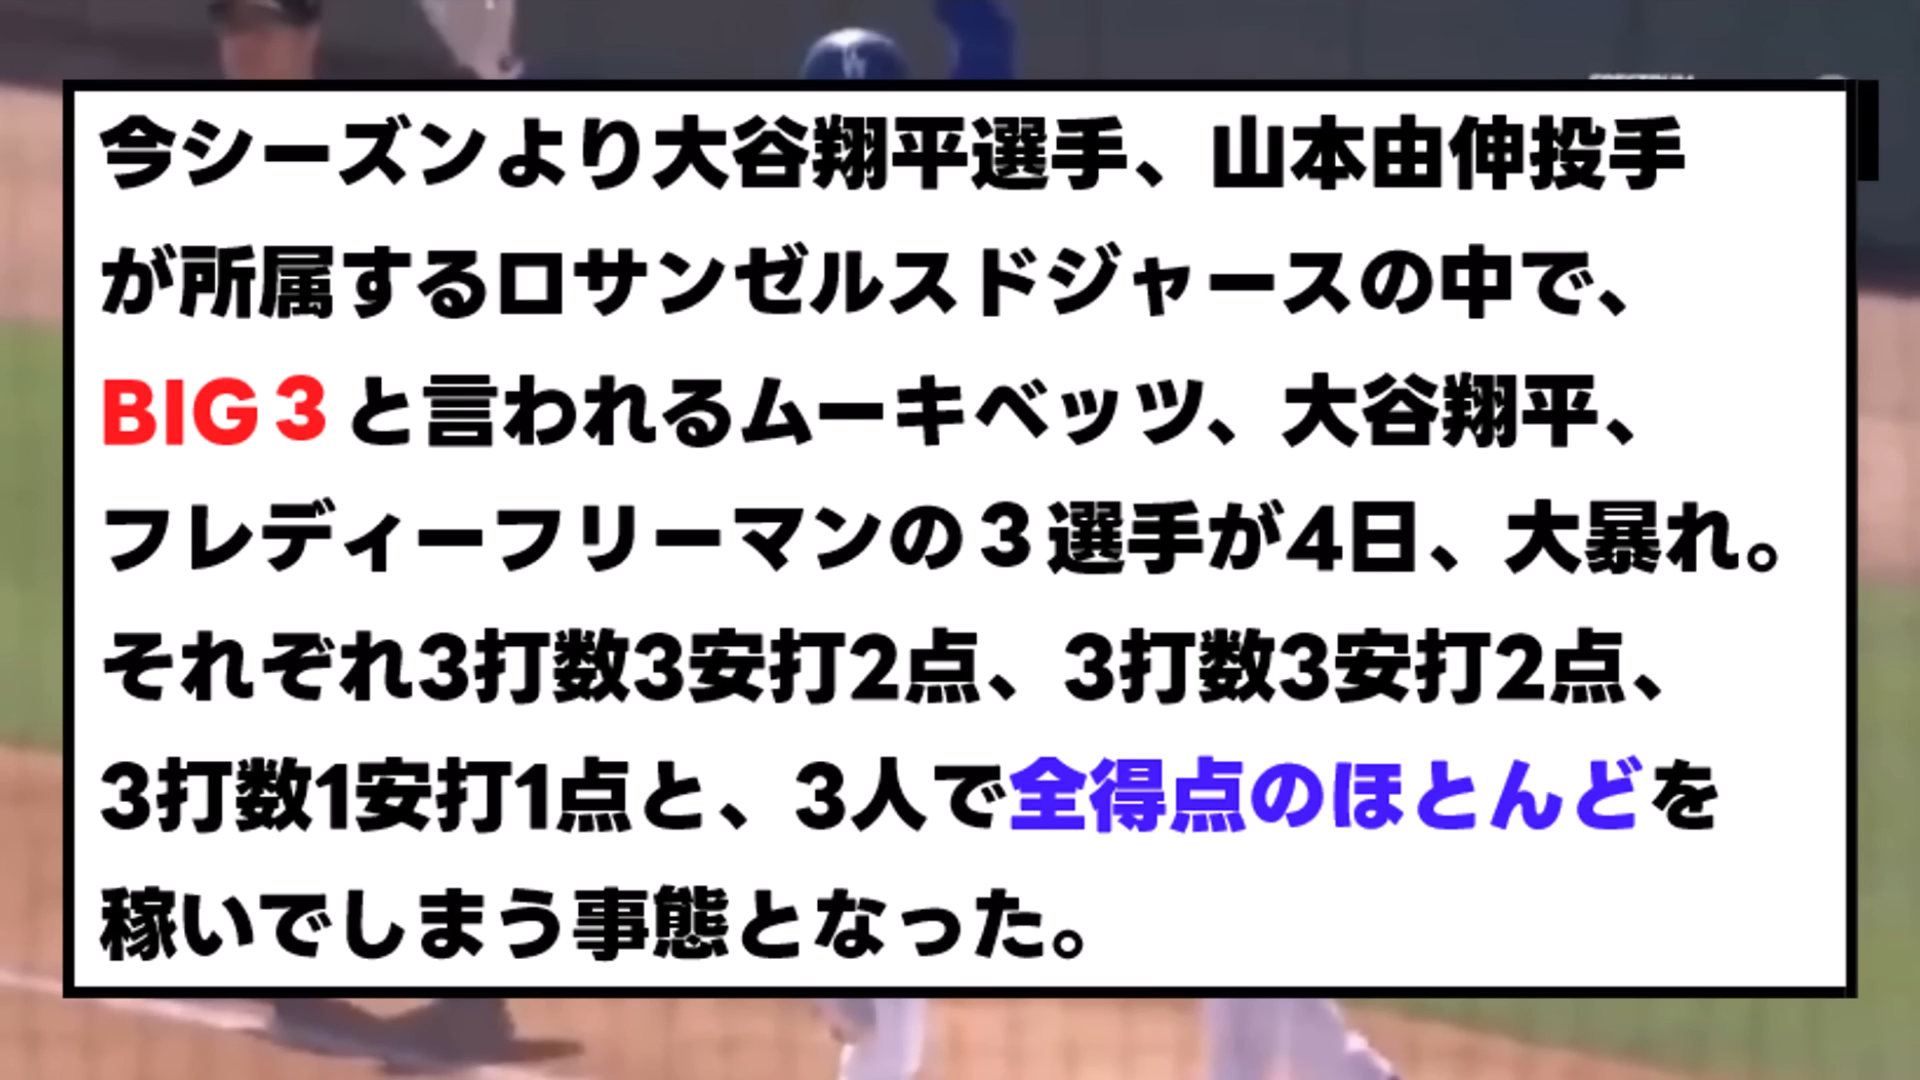 今シーズンより大谷翔平選手、山本由伸投手
が所属するロサンゼルスドジャースの中で、
BIG３と言われるムーキベッツ、大谷翔平、
フレディーフリーマンの３選手が4日、大暴れ。
それぞれ3打数3安打2点、3打数3安打2点、
3打数1安打1点と、3人で全得点のほとんどを
稼いでしまう事態となった。